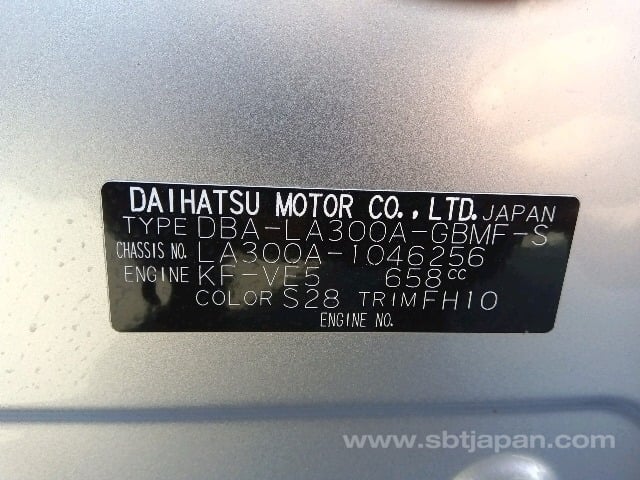 DAIHATSU MOTOR CO., LTD. JAPAN
TYPE DBA-LA300A-GBMF-S
CHASSIS NO. LA300A-1046256
ENGINE KF-VE5 658cc
COLOR S28 TRIM FH10
ENGINE NO.
www.sbtjapan.com